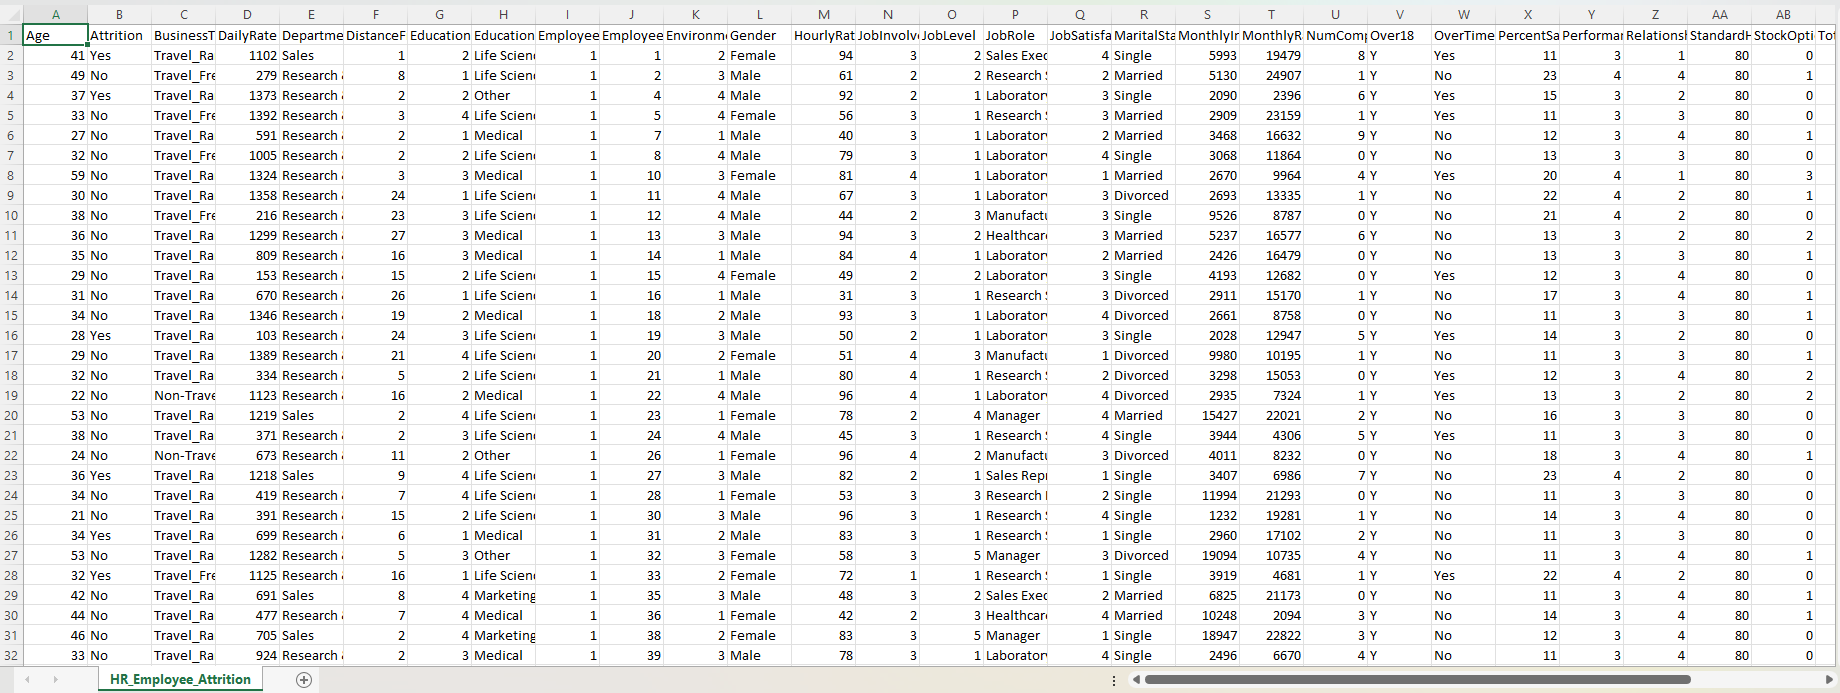 A B C D E F G H I J K L M N O P Q R S T U V W X Y Z AA AB
1 Age Attrition BusinessT DailyRate Departme DistanceF Education Education Employee Employee Environme Gender HourlyRat JobInvolve JobLevel JobRole JobSatisfa MaritalSta MonthlyIn MonthlyR NumComp Over18 OverTime PercentSa Performar Relationsh StandardH StockOpti Tot
2 41 Yes Travel_Ra 1102 Sales 1 2 Life Scien 1 1 2 Female 94 3 2 Sales Exec 4 Single 5993 19479 8 Y Yes 11 3 1 80 0
3 49 No Travel_Fre 279 Research 8 1 Life Scien 1 2 3 Male 61 2 2 Research 2 Married 5130 24907 1 Y No 23 4 4 80 1
4 37 Yes Travel_Ra 1373 Research 2 2 Other 1 4 4 Male 92 2 1 Laborator 3 Single 2090 2396 6 Y Yes 15 3 2 80 0
5 33 No Travel_Fre 1392 Research 3 4 Life Scien 1 5 4 Female 56 3 1 Research 3 Married 2909 23159 1 Y Yes 11 3 3 80 0
6 27 No Travel_Ra 591 Research 2 1 Medical 1 7 1 Male 40 3 1 Laborator 2 Married 3468 16632 9 Y No 12 3 4 80 1
7 32 No Travel_Fre 1005 Research 2 2 Life Scien 1 8 4 Male 79 3 1 Laborator 4 Single 3068 11864 0 Y No 13 3 3 80 0
8 59 No Travel_Ra 1324 Research 3 3 Medical 1 10 3 Female 81 4 1 Laborator 1 Married 2670 9964 4 Y Yes 20 4 1 80 3
9 30 No Travel_Ra 1358 Research 24 1 Life Scien 1 11 4 Male 67 3 1 Laborator 3 Divorced 2693 13335 1 Y No 22 4 2 80 1
10 38 No Travel_Fre 216 Research 23 3 Life Scien 1 12 4 Male 44 2 3 Manufactu 3 Single 9526 8787 0 Y No 21 4 2 80 0
11 36 No Travel_Ra 1299 Research 27 3 Medical 1 13 3 Male 94 3 2 Healthcar 3 Married 5237 16577 6 Y No 13 3 2 80 2
12 35 No Travel_Ra 809 Research 16 3 Medical 1 14 1 Male 84 4 1 Laborator 2 Married 2426 16479 0 Y No 13 3 3 80 1
13 29 No Travel_Ra 153 Research 15 2 Life Scien 1 15 4 Female 49 2 2 Laborator 3 Single 4193 12682 0 Y Yes 12 3 4 80 0
14 31 No Travel_Ra 670 Research 26 1 Life Scien 1 16 1 Male 31 3 1 Research 3 Divorced 2911 15170 1 Y No 17 3 4 80 1
15 34 No Travel_Ra 1346 Research 19 2 Medical 1 18 2 Male 93 3 1 Laborator 4 Divorced 2661 8758 0 Y No 11 3 3 80 1
16 28 Yes Travel_Ra 103 Research 24 3 Life Scien 1 19 3 Male 50 2 1 Laborator 3 Single 2028 12947 5 Y Yes 14 3 2 80 0
17 29 No Travel_Ra 1389 Research 21 4 Life Scien 1 20 2 Female 51 4 3 Manufactu 1 Divorced 9980 10195 1 Y No 11 3 3 80 1
18 32 No Travel_Ra 334 Research 5 2 Life Scien 1 21 1 Male 80 4 1 Research 2 Divorced 3298 15053 0 Y Yes 12 3 4 80 2
19 22 No Non-Trave 1123 Research 16 2 Medical 1 22 4 Male 96 4 1 Laborator 4 Divorced 2935 7324 1 Y Yes 13 3 2 80 2
20 53 No Travel_Ra 1219 Sales 2 4 Life Scien 1 23 1 Female 78 2 4 Manager 4 Married 15427 22021 2 Y No 16 3 3 80 0
21 38 No Travel_Ra 371 Research 2 3 Life Scien 1 24 4 Male 45 3 1 Research 4 Single 3944 4306 5 Y Yes 11 3 3 80 0
22 24 No Non-Trave 673 Research 11 2 Other 1 26 1 Female 96 4 2 Manufactu 3 Divorced 4011 8232 0 Y No 18 3 4 80 1
23 36 Yes Travel_Ra 1218 Sales 9 4 Life Scien 1 27 3 Male 82 2 1 Sales Repr 1 Single 3407 6986 7 Y No 23 4 2 80 0
24 34 No Travel_Ra 419 Research 7 4 Life Scien 1 28 1 Female 53 3 3 Research 2 Single 11994 21293 0 Y No 11 3 3 80 0
25 21 No Travel_Ra 391 Research 15 2 Life Scien 1 30 3 Male 96 3 1 Research 4 Single 1232 19281 1 Y No 14 3 4 80 0
26 34 Yes Travel_Ra 699 Research 6 1 Medical 1 31 2 Male 83 3 1 Research 1 Single 2960 17102 2 Y No 11 3 3 80 0
27 53 No Travel_Ra 1282 Research 5 3 Other 1 32 3 Female 58 3 5 Manager 3 Divorced 19094 10735 4 Y No 11 3 4 80 1
28 32 Yes Travel_Fre 1125 Research 16 1 Life Scien 1 33 2 Female 72 1 1 Research 1 Single 3919 4681 1 Y Yes 22 4 2 80 0
29 42 No Travel_Ra 691 Sales 8 4 Marketing 1 35 3 Male 48 3 2 Sales Exec 2 Married 6825 21173 0 Y No 11 3 4 80 1
30 44 No Travel_Ra 477 Research 7 4 Medical 1 36 1 Female 42 2 3 Healthcar 4 Married 10248 2094 3 Y No 14 3 4 80 1
31 46 No Travel_Ra 705 Sales 2 4 Marketing 1 38 2 Female 83 3 5 Manager 1 Single 18947 22822 3 Y No 12 3 4 80 0
32 33 No Travel_Ra 924 Research 2 3 Medical 1 39 3 Male 78 3 1 Laborator 4 Single 2496 6670 4 Y No 11 3 4 80 0
HR_Employee_Attrition